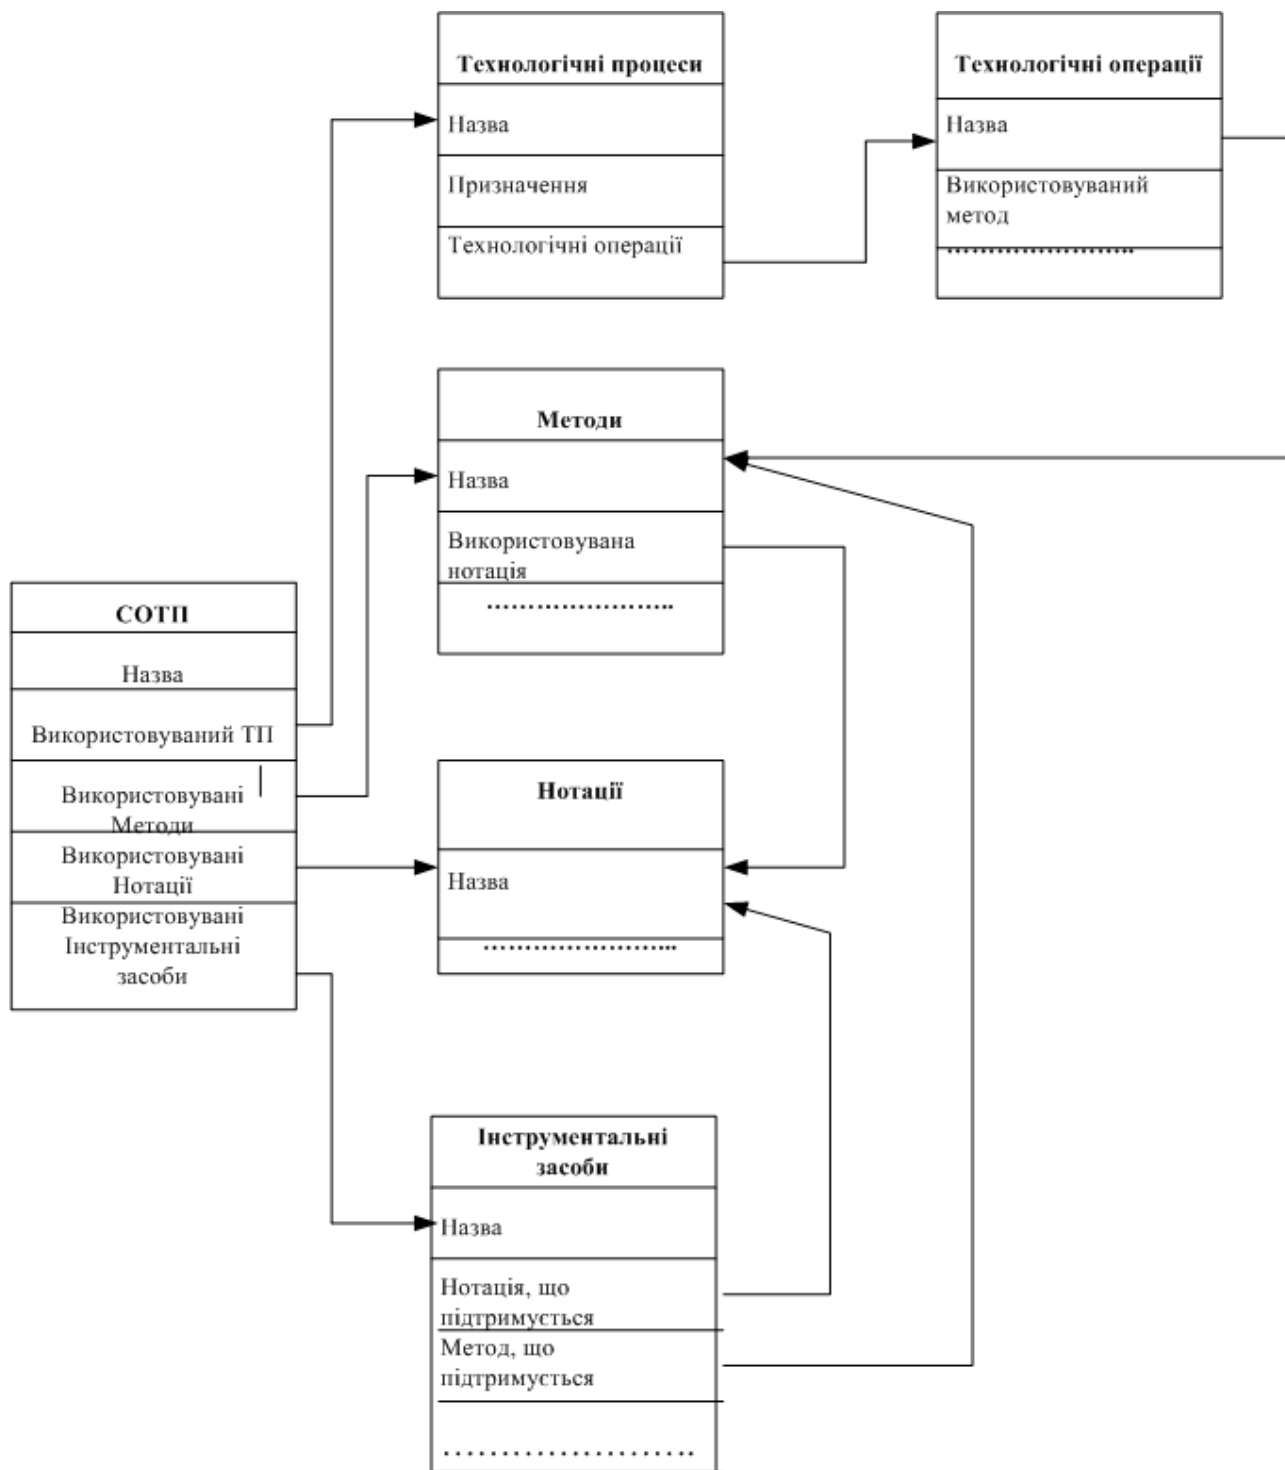 Технологічні процеси
Назва
Призначення
Технологічні операції
Технологічні операції
Назва
Використовуваний
метод
........................
Методи
Назва
Використовувана
нотація
........................
СОТП
Назва
Використовуваний ТП
Використовувані
Методи
Використовувані
Нотації
Використовувані
Інструментальні
засоби
Нотації
Назва
........................
Інструментальні
засоби
Назва
Нотація, що
підтримується
Метод, що
підтримується
........................